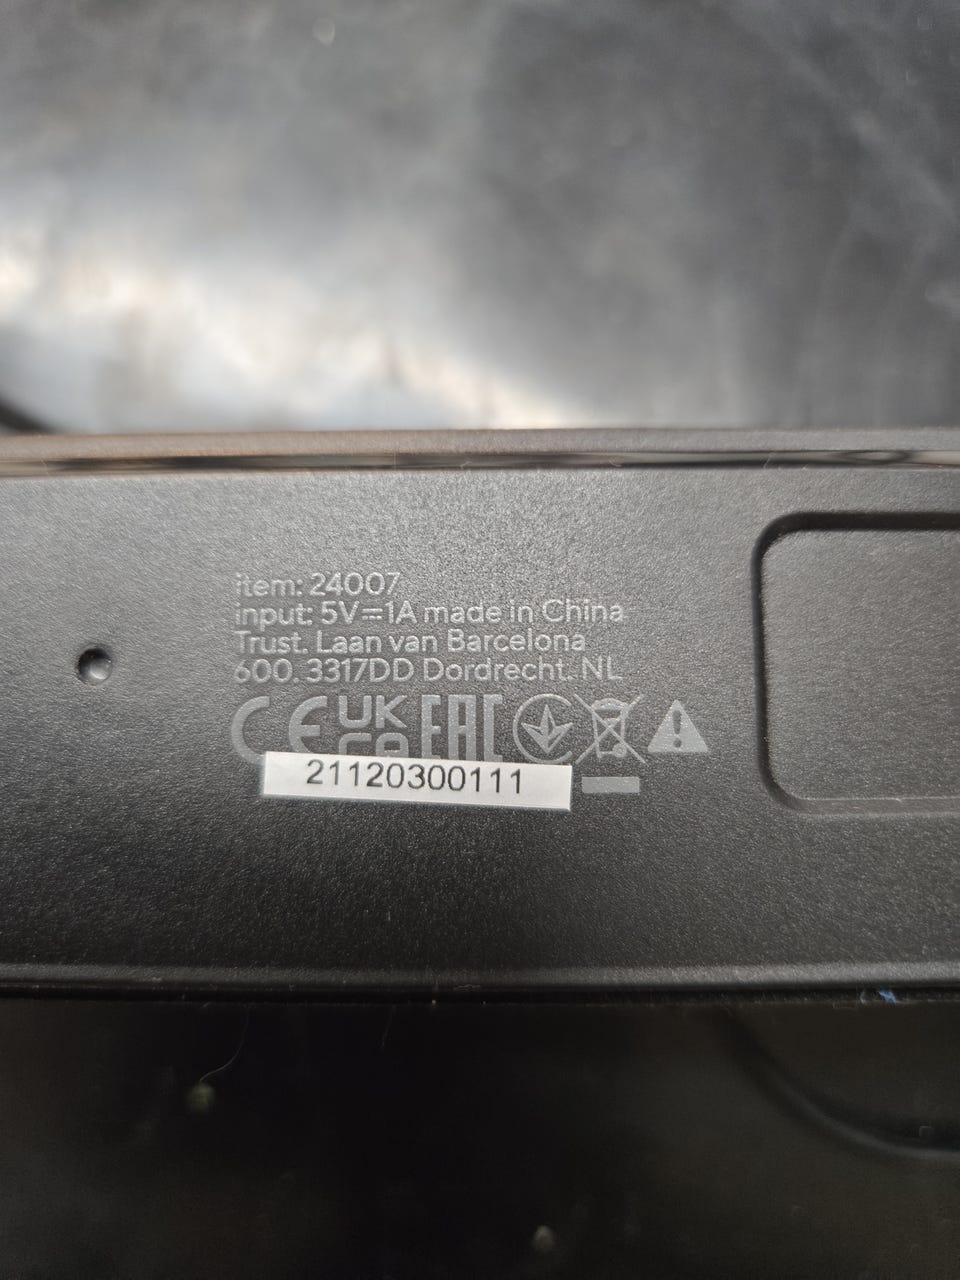 item: 24007
input: 5V⎓1A made in China
Trust. Laan van Barcelona
600. 3317DD Dordrecht. NL
CE UK CA EAC
21120300111